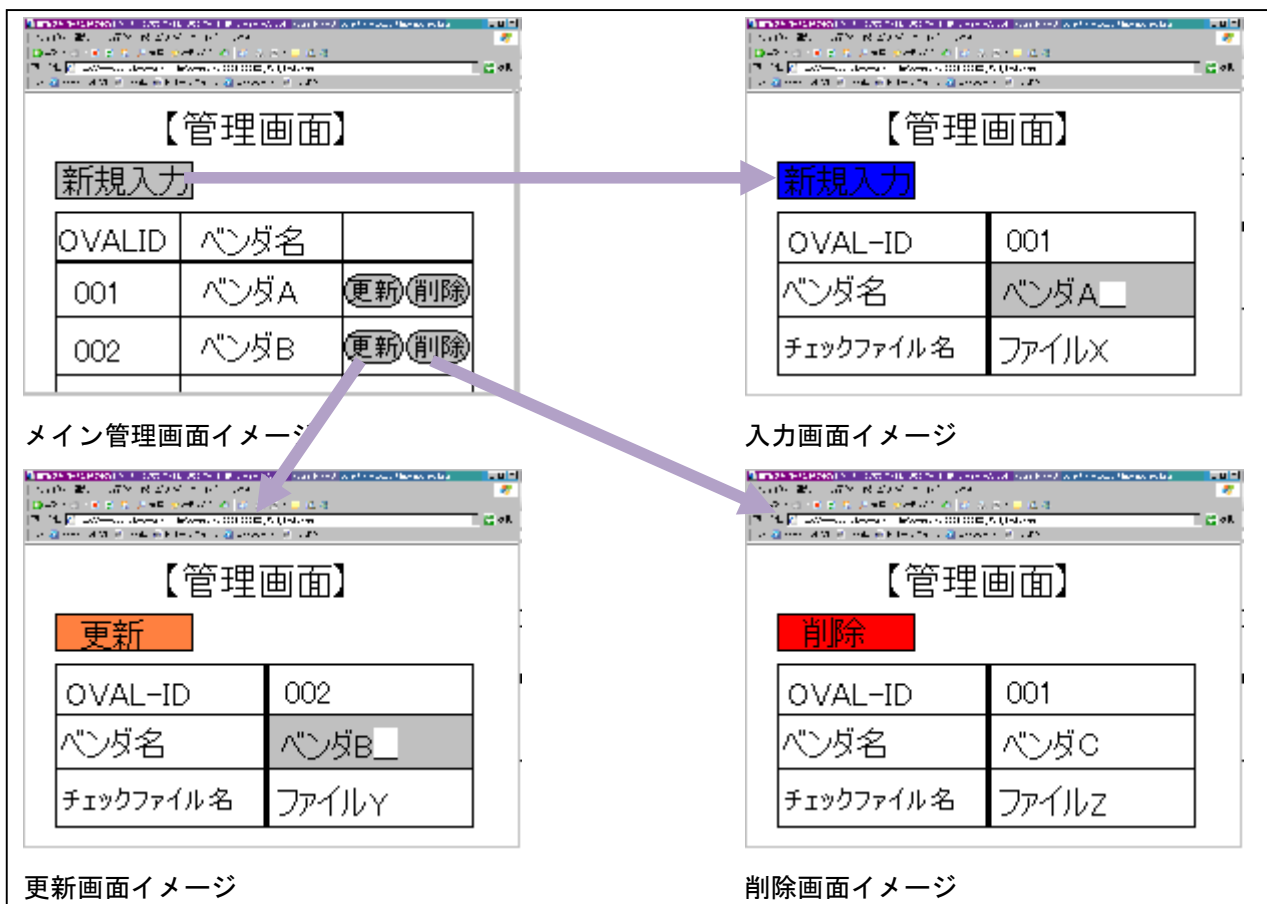 【管理画面】
新規入力
OVALID ベンダ名
001 ベンダA 更新 削除
002 ベンダB 更新 削除
メイン管理画面イメージ
【管理画面】
新規入力
OVAL-ID 001
ベンダ名 ベンダA
チェックファイル名 ファイルX
入力画面イメージ
【管理画面】
更新
OVAL-ID 002
ベンダ名 ベンダB
チェックファイル名 ファイルY
更新画面イメージ
【管理画面】
削除
OVAL-ID 001
ベンダ名 ベンダC
チェックファイル名 ファイルZ
削除画面イメージ